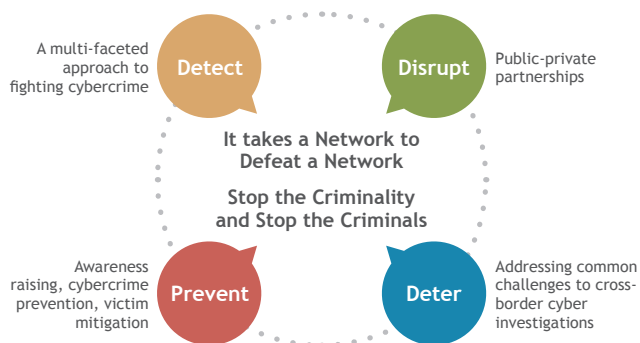 A multi-faceted
approach to
fighting cybercrime
Detect
Disrupt
Public-private
partnerships
It takes a Network to
Defeat a Network
Stop the Criminality
and Stop the Criminals
Awareness
raising, cybercrime
prevention, victim
mitigation
Prevent
Deter
Addressing common
challenges to cross-
border cyber
investigations